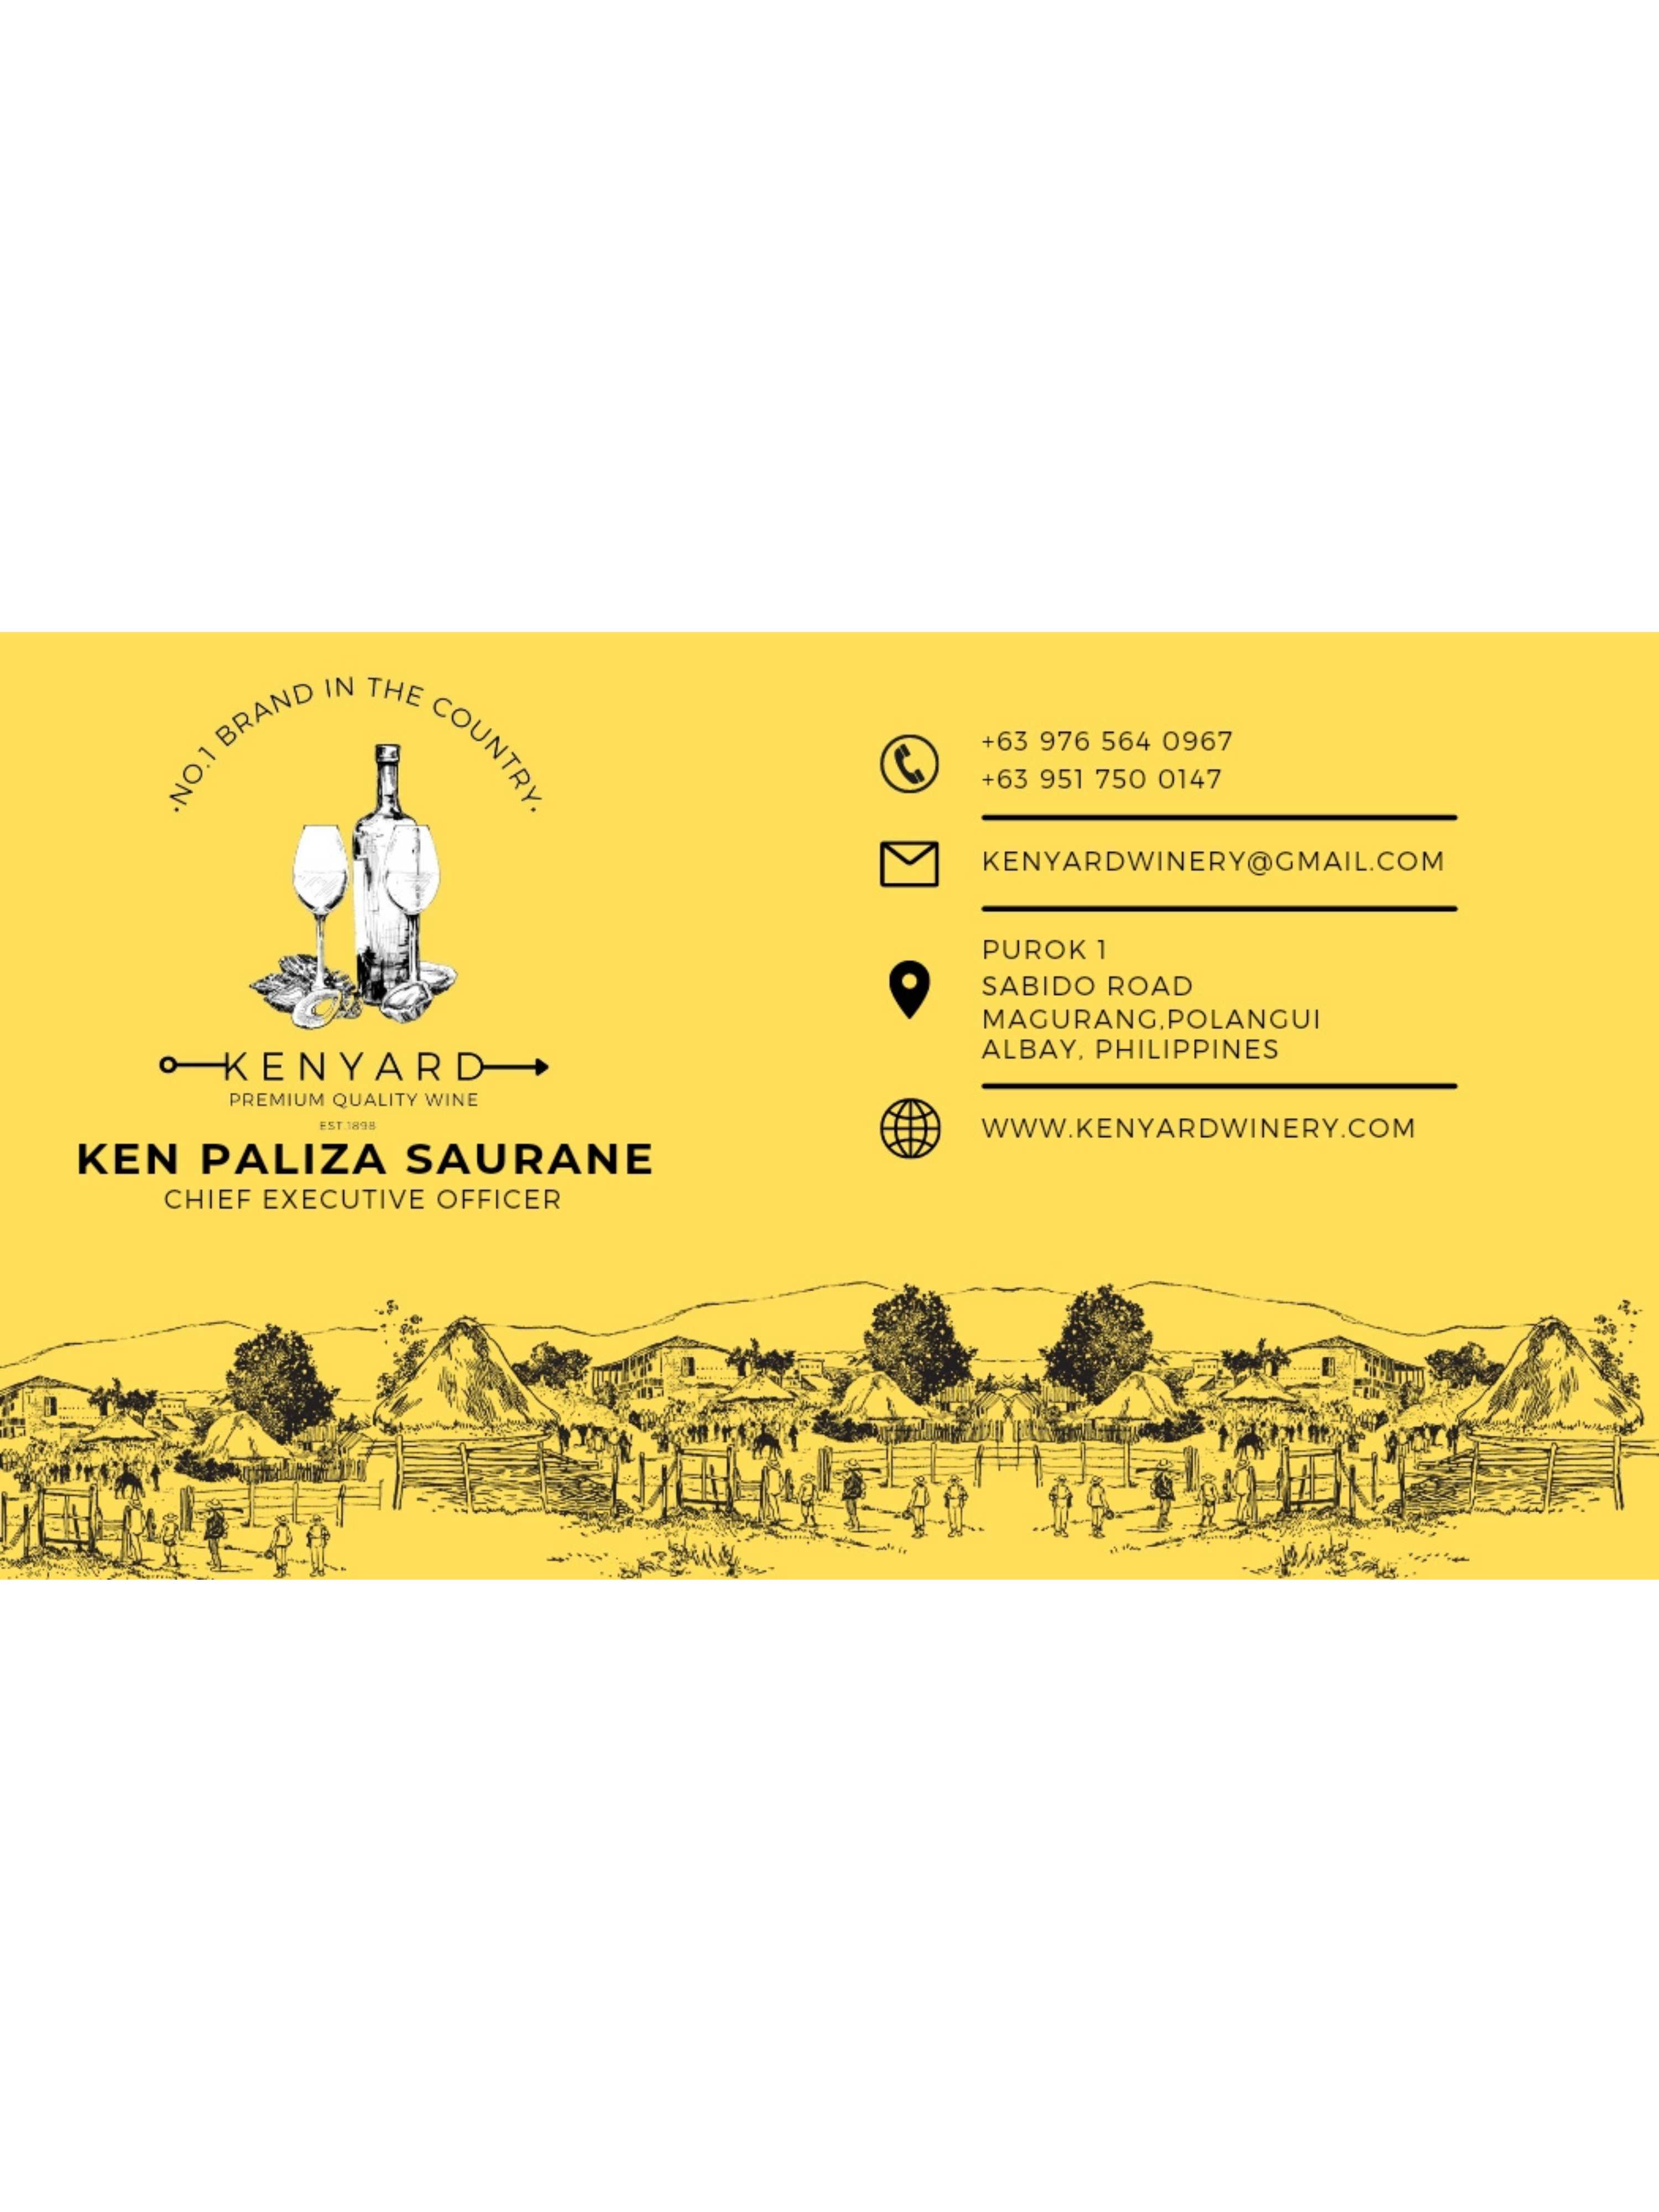 ·NO.1 BRAND IN THE COUNTRY·
KENYARD
PREMIUM QUALITY WINE
EST.1898
KEN PALIZA SAURANE
CHIEF EXECUTIVE OFFICER
+63 976 564 0967
+63 951 750 0147
KENYARDWINERY@GMAIL.COM
PUROK 1
SABIDO ROAD
MAGURANG,POLANGUI
ALBAY, PHILIPPINES
WWW.KENYARDWINERY.COM